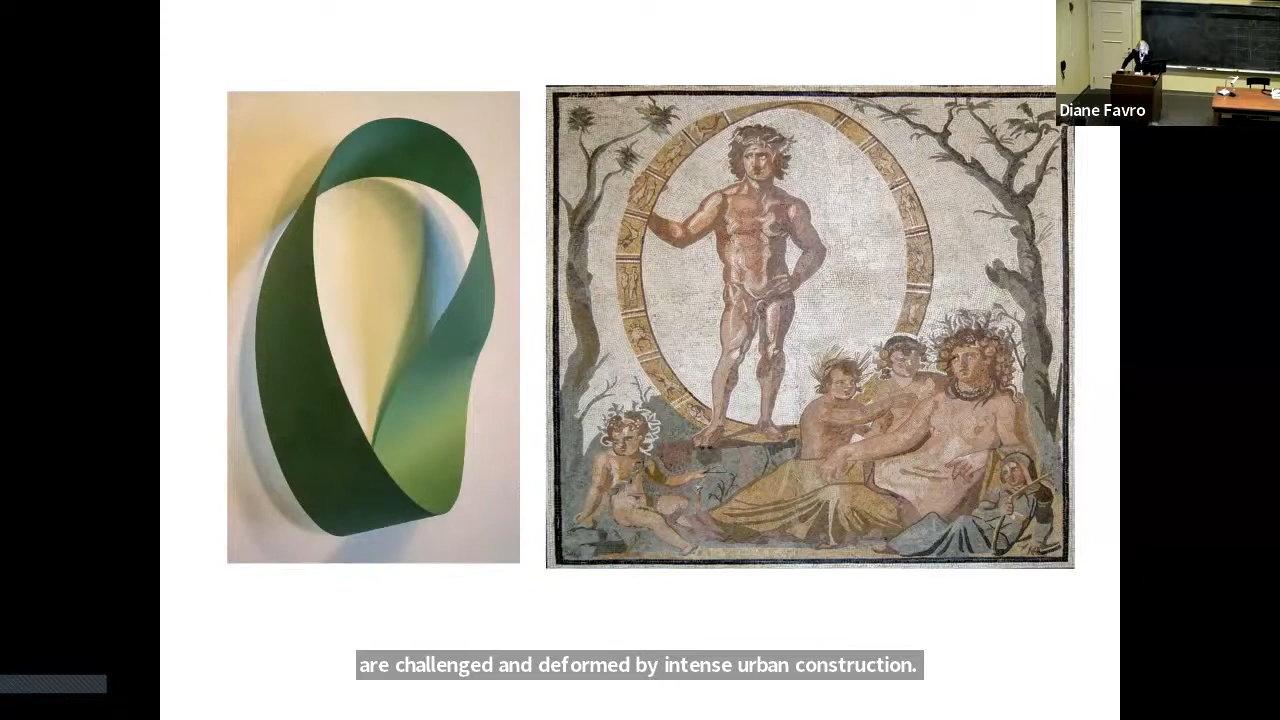 Diane Favro
are challenged and deformed by intense urban construction.